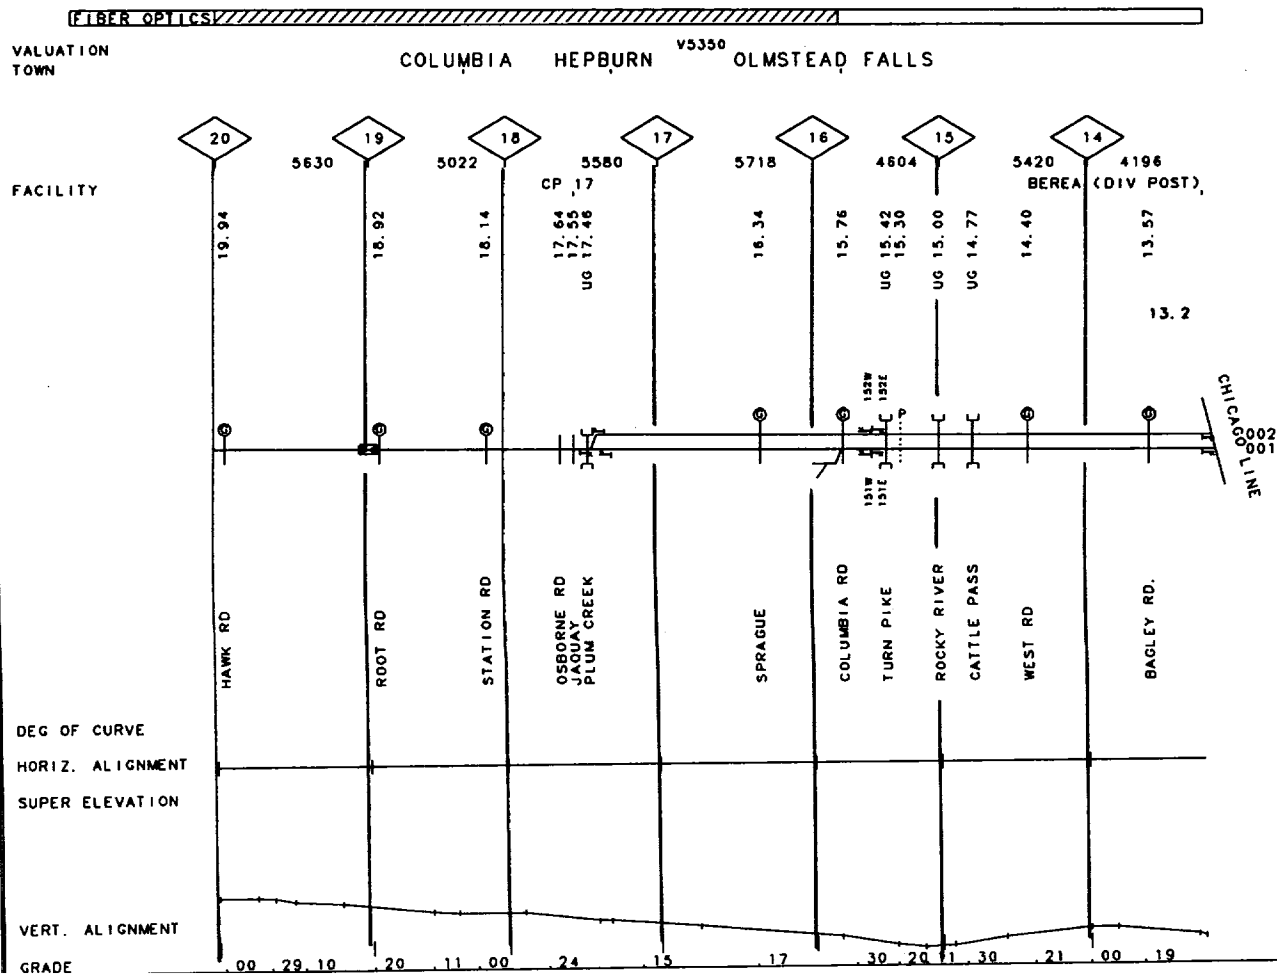 FIBER OPTICS
VALUATION
V5350
TOWN
COLUMBIA HEPBURN OLMSTEAD FALLS
20 19 18 17 16 15 14
5630 5022 5580 5718 4604 5420 4196
FACILITY
CP 17
BEREA (DIV POST)
19.94
18.92
18.14
17.64
17.55
UG 17.46
16.34
15.76
UG 15.42
15.30
UG 15.00
UG 14.77
14.40
13.57
13.2
152W
152E
P
G G G G G G G
CHICAGO LINE
002
001
151W
151E
HAWK RD
ROOT RD
STATION RD
OSBORNE RD
JAQUAY
PLUM CREEK
SPRAGUE
COLUMBIA RD
TURN PIKE
ROCKY RIVER
CATTLE PASS
WEST RD
BAGLEY RD.
DEG OF CURVE
HORIZ. ALIGNMENT
SUPER ELEVATION
VERT. ALIGNMENT
GRADE
.00 .29 .10 .20 .11 .00 .24 .15 .17 .30 .20 .30 .21 .00 .19